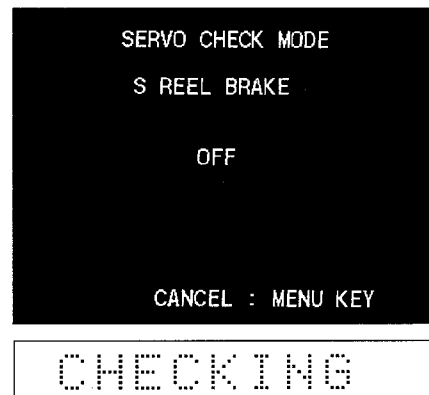 SERVO CHECK MODE
S REEL BRAKE
OFF
CANCEL : MENU KEY
CHECKING